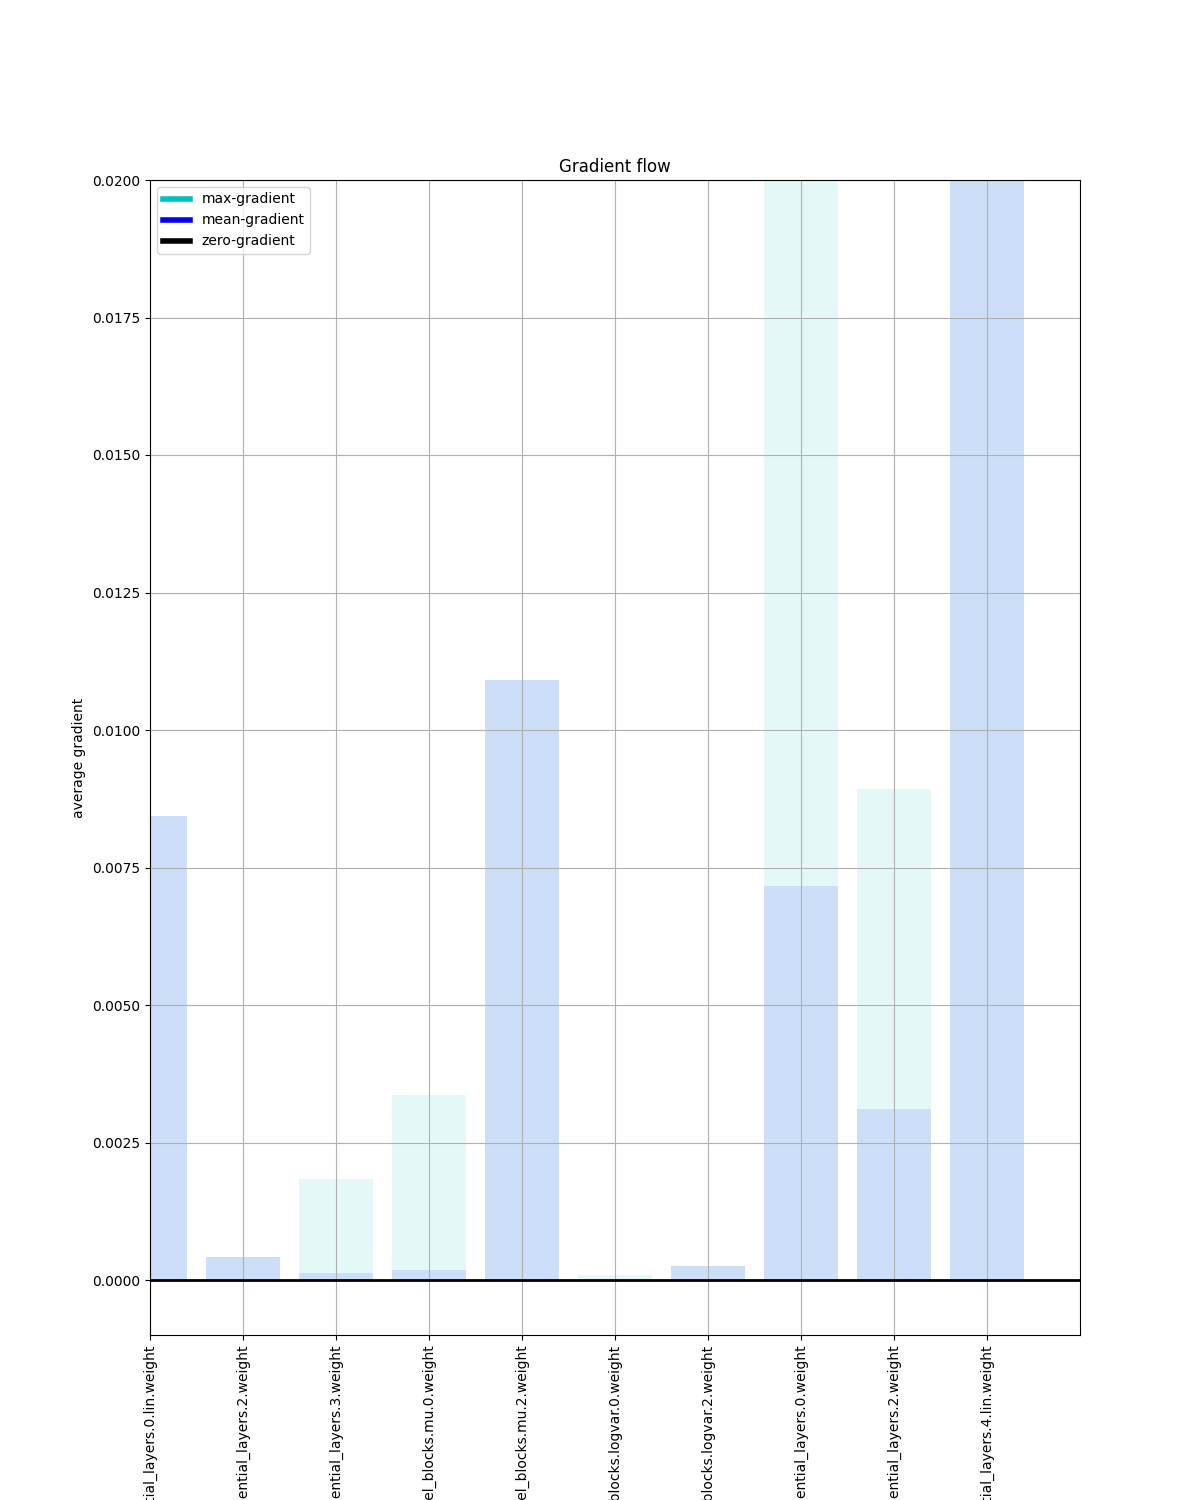 Gradient flow
max-gradient
mean-gradient
zero-gradient
0.0200
0.0175
0.0150
0.0125
0.0100
0.0075
0.0050
0.0025
0.0000
average gradient
tial_layers.0.lin.weight
ential_layers.2.weight
ential_layers.3.weight
el_blocks.mu.0.weight
el_blocks.mu.2.weight
blocks.logvar.0.weight
blocks.logvar.2.weight
ential_layers.0.weight
ential_layers.2.weight
tial_layers.4.lin.weight